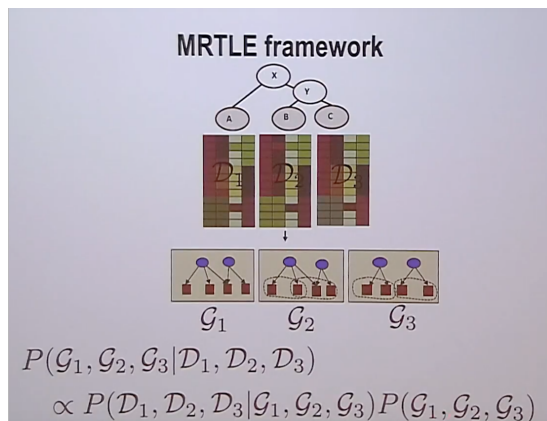 MRTLE framework
X
Y
A B C
𝒟₁ 𝒟₂ 𝒟₃
𝒢₁ 𝒢₂ 𝒢₃
P(𝒢₁, 𝒢₂, 𝒢₃|𝒟₁, 𝒟₂, 𝒟₃)
∝ P(𝒟₁, 𝒟₂, 𝒟₃|𝒢₁, 𝒢₂, 𝒢₃)P(𝒢₁, 𝒢₂, 𝒢₃)